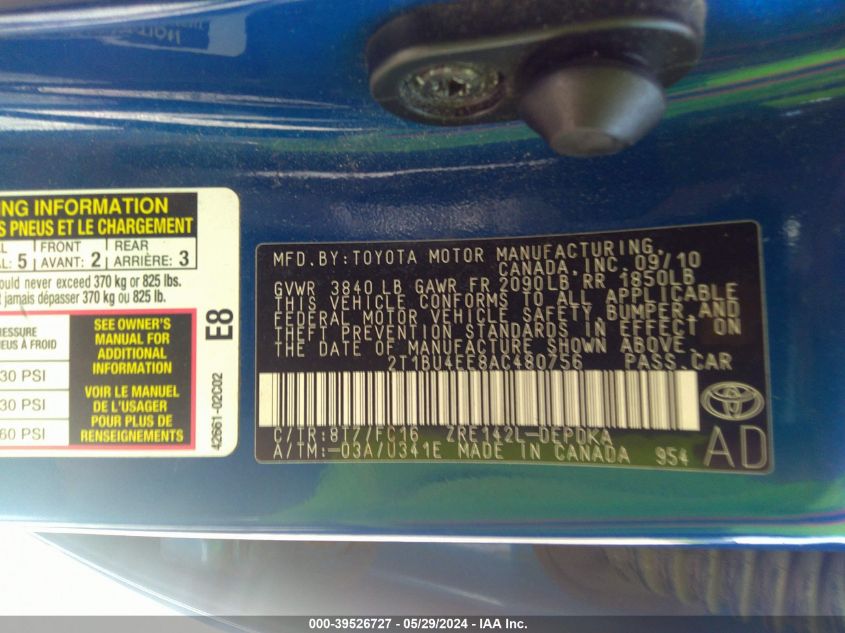 NG INFORMATION
S PNEUS ET LE CHARGEMENT
AL: 5 FRONT AVANT: 2 REAR ARRIÈRE: 3
ould never exceed 370 kg or 825 lbs.
t jamais dépasser 370 kg ou 825 lb.
RESSURE
NEUS À FROID
30 PSI
30 PSI
60 PSI
SEE OWNER'S
MANUAL FOR
ADDITIONAL
INFORMATION
VOIR LE MANUEL
DE L'USAGER
POUR PLUS DE
RENSEIGNEMENTS
E8
42661-02C02
MFD.BY:TOYOTA MOTOR MANUFACTURING,
CANADA, INC. 09/10
GVWR 3840 LB GAWR FR 2090LB RR 1850LB
THIS VEHICLE CONFORMS TO ALL APPLICABLE
FEDERAL MOTOR VEHICLE SAFETY,BUMPER,AND
THEFT PREVENTION STANDARDS IN EFFECT ON
THE DATE OF MANUFACTURE SHOWN ABOVE.
2T1BU4EE8AC480756 PASS.CAR
C/TR:8T7/FC16 ZRE142L-DEPDKA
A/TM:-03A/U341E MADE IN CANADA 954
TOYOTA
AD
000-39526727 - 05/29/2024 - IAA Inc.